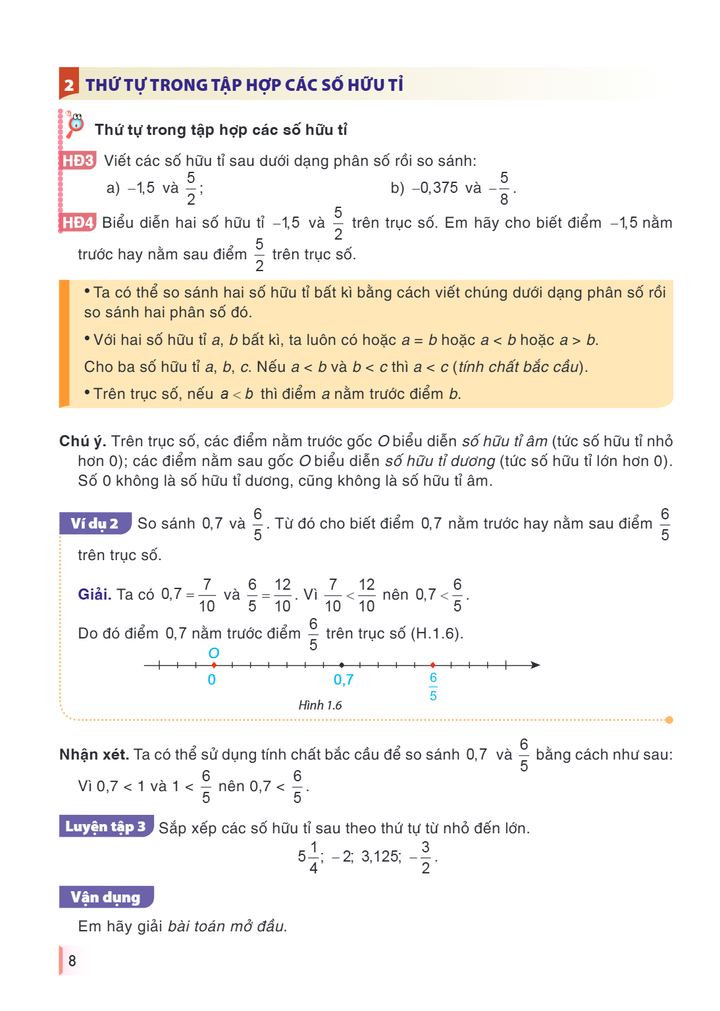 2 THỨ TỰ TRONG TẬP HỢP CÁC SỐ HỮU TỈ
Thứ tự trong tập hợp các số hữu tỉ
HĐ3 Viết các số hữu tỉ sau dưới dạng phân số rồi so sánh:
a) −1,5 và 5/2; b) −0,375 và −5/8.
HĐ4 Biểu diễn hai số hữu tỉ −1,5 và 5/2 trên trục số. Em hãy cho biết điểm −1,5 nằm
trước hay nằm sau điểm 5/2 trên trục số.
• Ta có thể so sánh hai số hữu tỉ bất kì bằng cách viết chúng dưới dạng phân số rồi
so sánh hai phân số đó.
• Với hai số hữu tỉ a, b bất kì, ta luôn có hoặc a = b hoặc a < b hoặc a > b.
Cho ba số hữu tỉ a, b, c. Nếu a < b và b < c thì a < c (tính chất bắc cầu).
• Trên trục số, nếu a < b thì điểm a nằm trước điểm b.
Chú ý. Trên trục số, các điểm nằm trước gốc O biểu diễn số hữu tỉ âm (tức số hữu tỉ nhỏ
hơn 0); các điểm nằm sau gốc O biểu diễn số hữu tỉ dương (tức số hữu tỉ lớn hơn 0).
Số 0 không là số hữu tỉ dương, cũng không là số hữu tỉ âm.
Ví dụ 2 So sánh 0,7 và 6/5. Từ đó cho biết điểm 0,7 nằm trước hay nằm sau điểm 6/5
trên trục số.
Giải. Ta có 0,7 = 7/10 và 6/5 = 12/10. Vì 7/10 < 12/10 nên 0,7 < 6/5.
Do đó điểm 0,7 nằm trước điểm 6/5 trên trục số (H.1.6).
O
0 0,7 6/5
Hình 1.6
Nhận xét. Ta có thể sử dụng tính chất bắc cầu để so sánh 0,7 và 6/5 bằng cách như sau:
Vì 0,7 < 1 và 1 < 6/5 nên 0,7 < 6/5.
Luyện tập 3 Sắp xếp các số hữu tỉ sau theo thứ tự từ nhỏ đến lớn.
5 1/4; −2; 3,125; −3/2.
Vận dụng
Em hãy giải bài toán mở đầu.
8